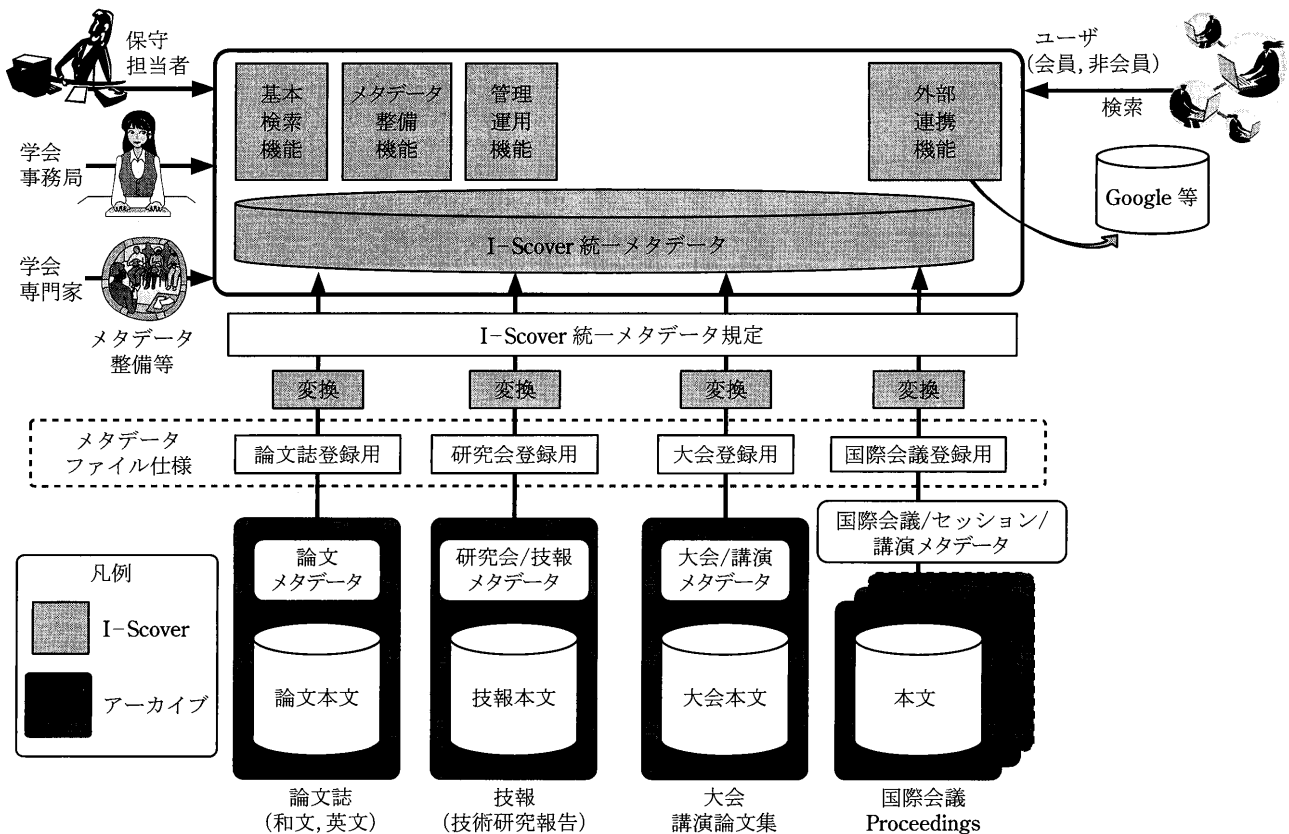 保守
担当者
学会
事務局
学会
専門家
メタデータ
整備等
基本
検索
機能
メタデータ
整備
機能
管理
運用
機能
外部
連携
機能
ユーザ
(会員, 非会員)
検索
Google 等
I-Scover 統一メタデータ
I-Scover 統一メタデータ規定
変換
変換
変換
変換
メタデータ
ファイル仕様
論文誌登録用
研究会登録用
大会登録用
国際会議登録用
国際会議/セッション/
講演メタデータ
論文
メタデータ
研究会/技報
メタデータ
大会/講演
メタデータ
論文本文
技報本文
大会本文
本文
凡例
I-Scover
アーカイブ
論文誌
(和文, 英文)
技報
(技術研究報告)
大会
講演論文集
国際会議
Proceedings